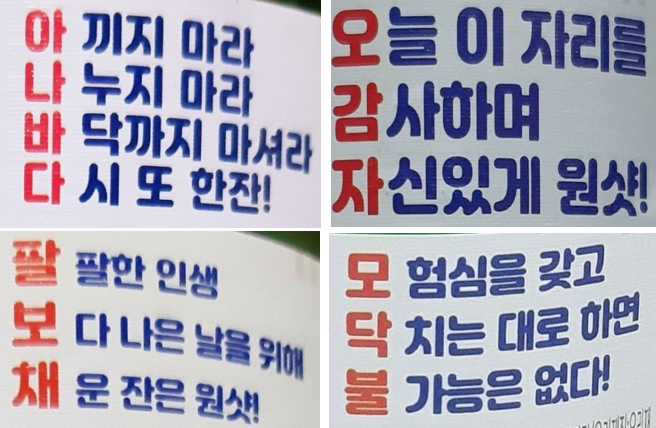 아 끼지 마라
나 누지 마라
바 닥까지 마셔라
다 시 또 한잔!
오늘 이 자리를
감사하며
자신있게 원샷!
팔 팔한 인생
보 다 나은 날을 위해
채 운 잔은 원샷!
모 험심을 갖고
닥 치는 대로 하면
불 가능은 없다!